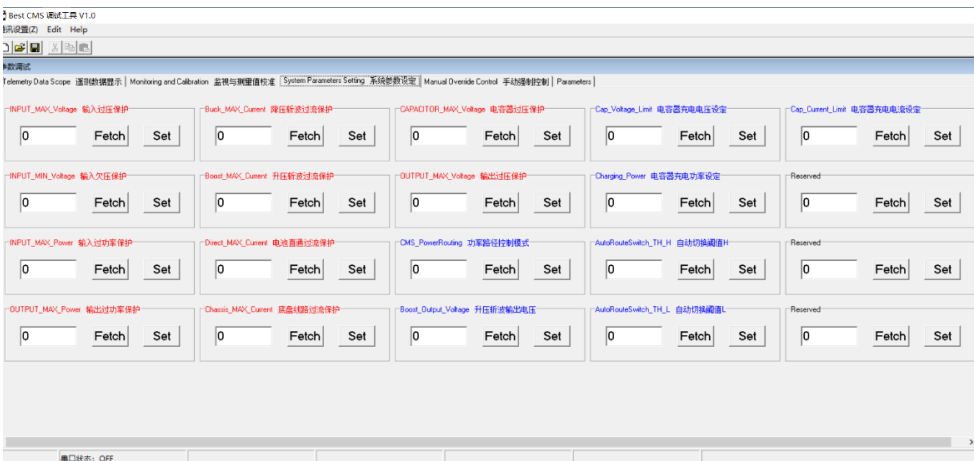 Best CMS 调试工具 V1.0
通讯设置(Z) Edit Help
参数调试
Telemetry Data Scope 遥测数据显示 | Monitoring and Calibration 监视与测量值校准 | System Parameters Setting 系统参数设定 | Manual Override Control 手动强制控制 | Parameters |
INPUT_MAX_Voltage 输入过压保护 Buck_MAX_Current 降压斩波过流保护 CAPACITOR_MAX_Voltage 电容器过压保护 Cap_Voltage_Limit 电容器充电电压设定 Cap_Current_Limit 电容器充电电流设定
0 Fetch Set 0 Fetch Set 0 Fetch Set 0 Fetch Set 0 Fetch Set
INPUT_MIN_Voltage 输入欠压保护 Boost_MAX_Current 升压斩波过流保护 OUTPUT_MAX_Voltage 输出过压保护 Charging_Power 电容器充电功率设定 Reserved
0 Fetch Set 0 Fetch Set 0 Fetch Set 0 Fetch Set 0 Fetch Set
INPUT_MAX_Power 输入过功率保护 Direct_MAX_Current 电池直通过流保护 CMS_PowerRouting 功率路径控制模式 AutoRouteSwitch_TH_H 自动切换阈值H Reserved
0 Fetch Set 0 Fetch Set 0 Fetch Set 0 Fetch Set 0 Fetch Set
OUTPUT_MAX_Power 输出过功率保护 Chassis_MAX_Current 底盘线路过流保护 Boost_Output_Voltage 升压斩波输出电压 AutoRouteSwitch_TH_L 自动切换阈值L Reserved
0 Fetch Set 0 Fetch Set 0 Fetch Set 0 Fetch Set 0 Fetch Set
串口状态: OFF